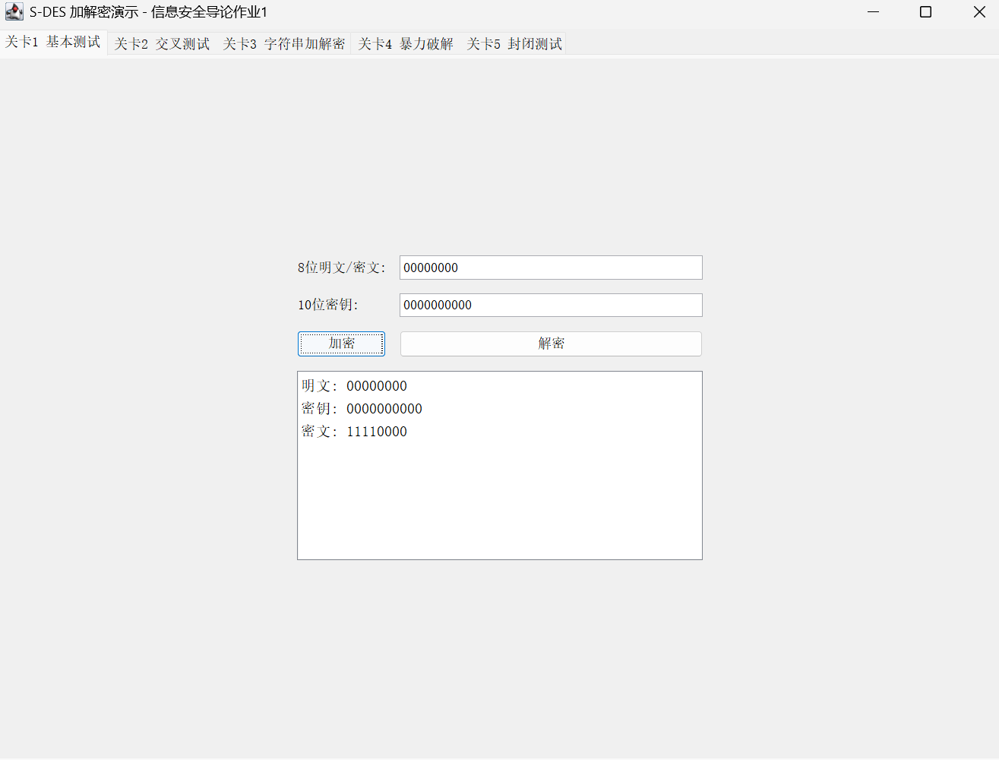 S-DES 加解密演示 - 信息安全导论作业1
关卡1 基本测试 关卡2 交叉测试 关卡3 字符串加解密 关卡4 暴力破解 关卡5 封闭测试
8位明文/密文: 00000000
10位密钥: 0000000000
加密 解密
明文: 00000000
密钥: 0000000000
密文: 11110000